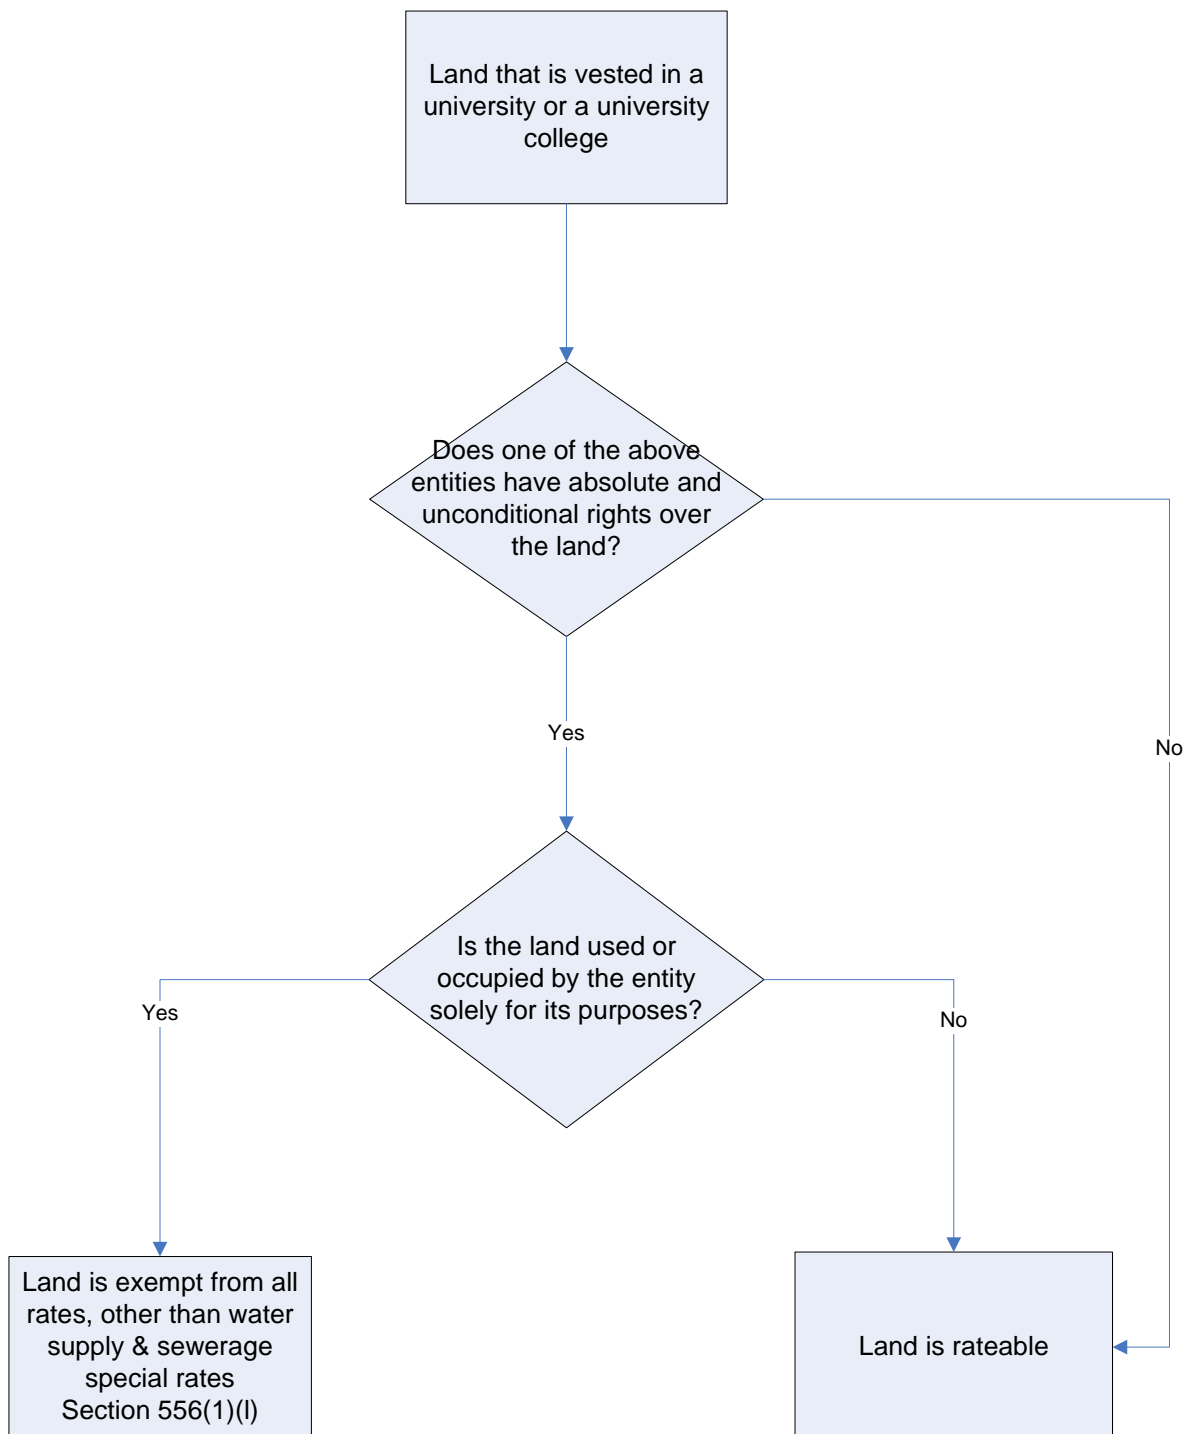 Land that is vested in a
university or a university
college
Does one of the above
entities have absolute and
unconditional rights over
the land?
Yes
No
Is the land used or
occupied by the entity
solely for its purposes?
Yes
No
Land is exempt from all
rates, other than water
supply & sewerage
special rates
Section 556(1)(l)
Land is rateable